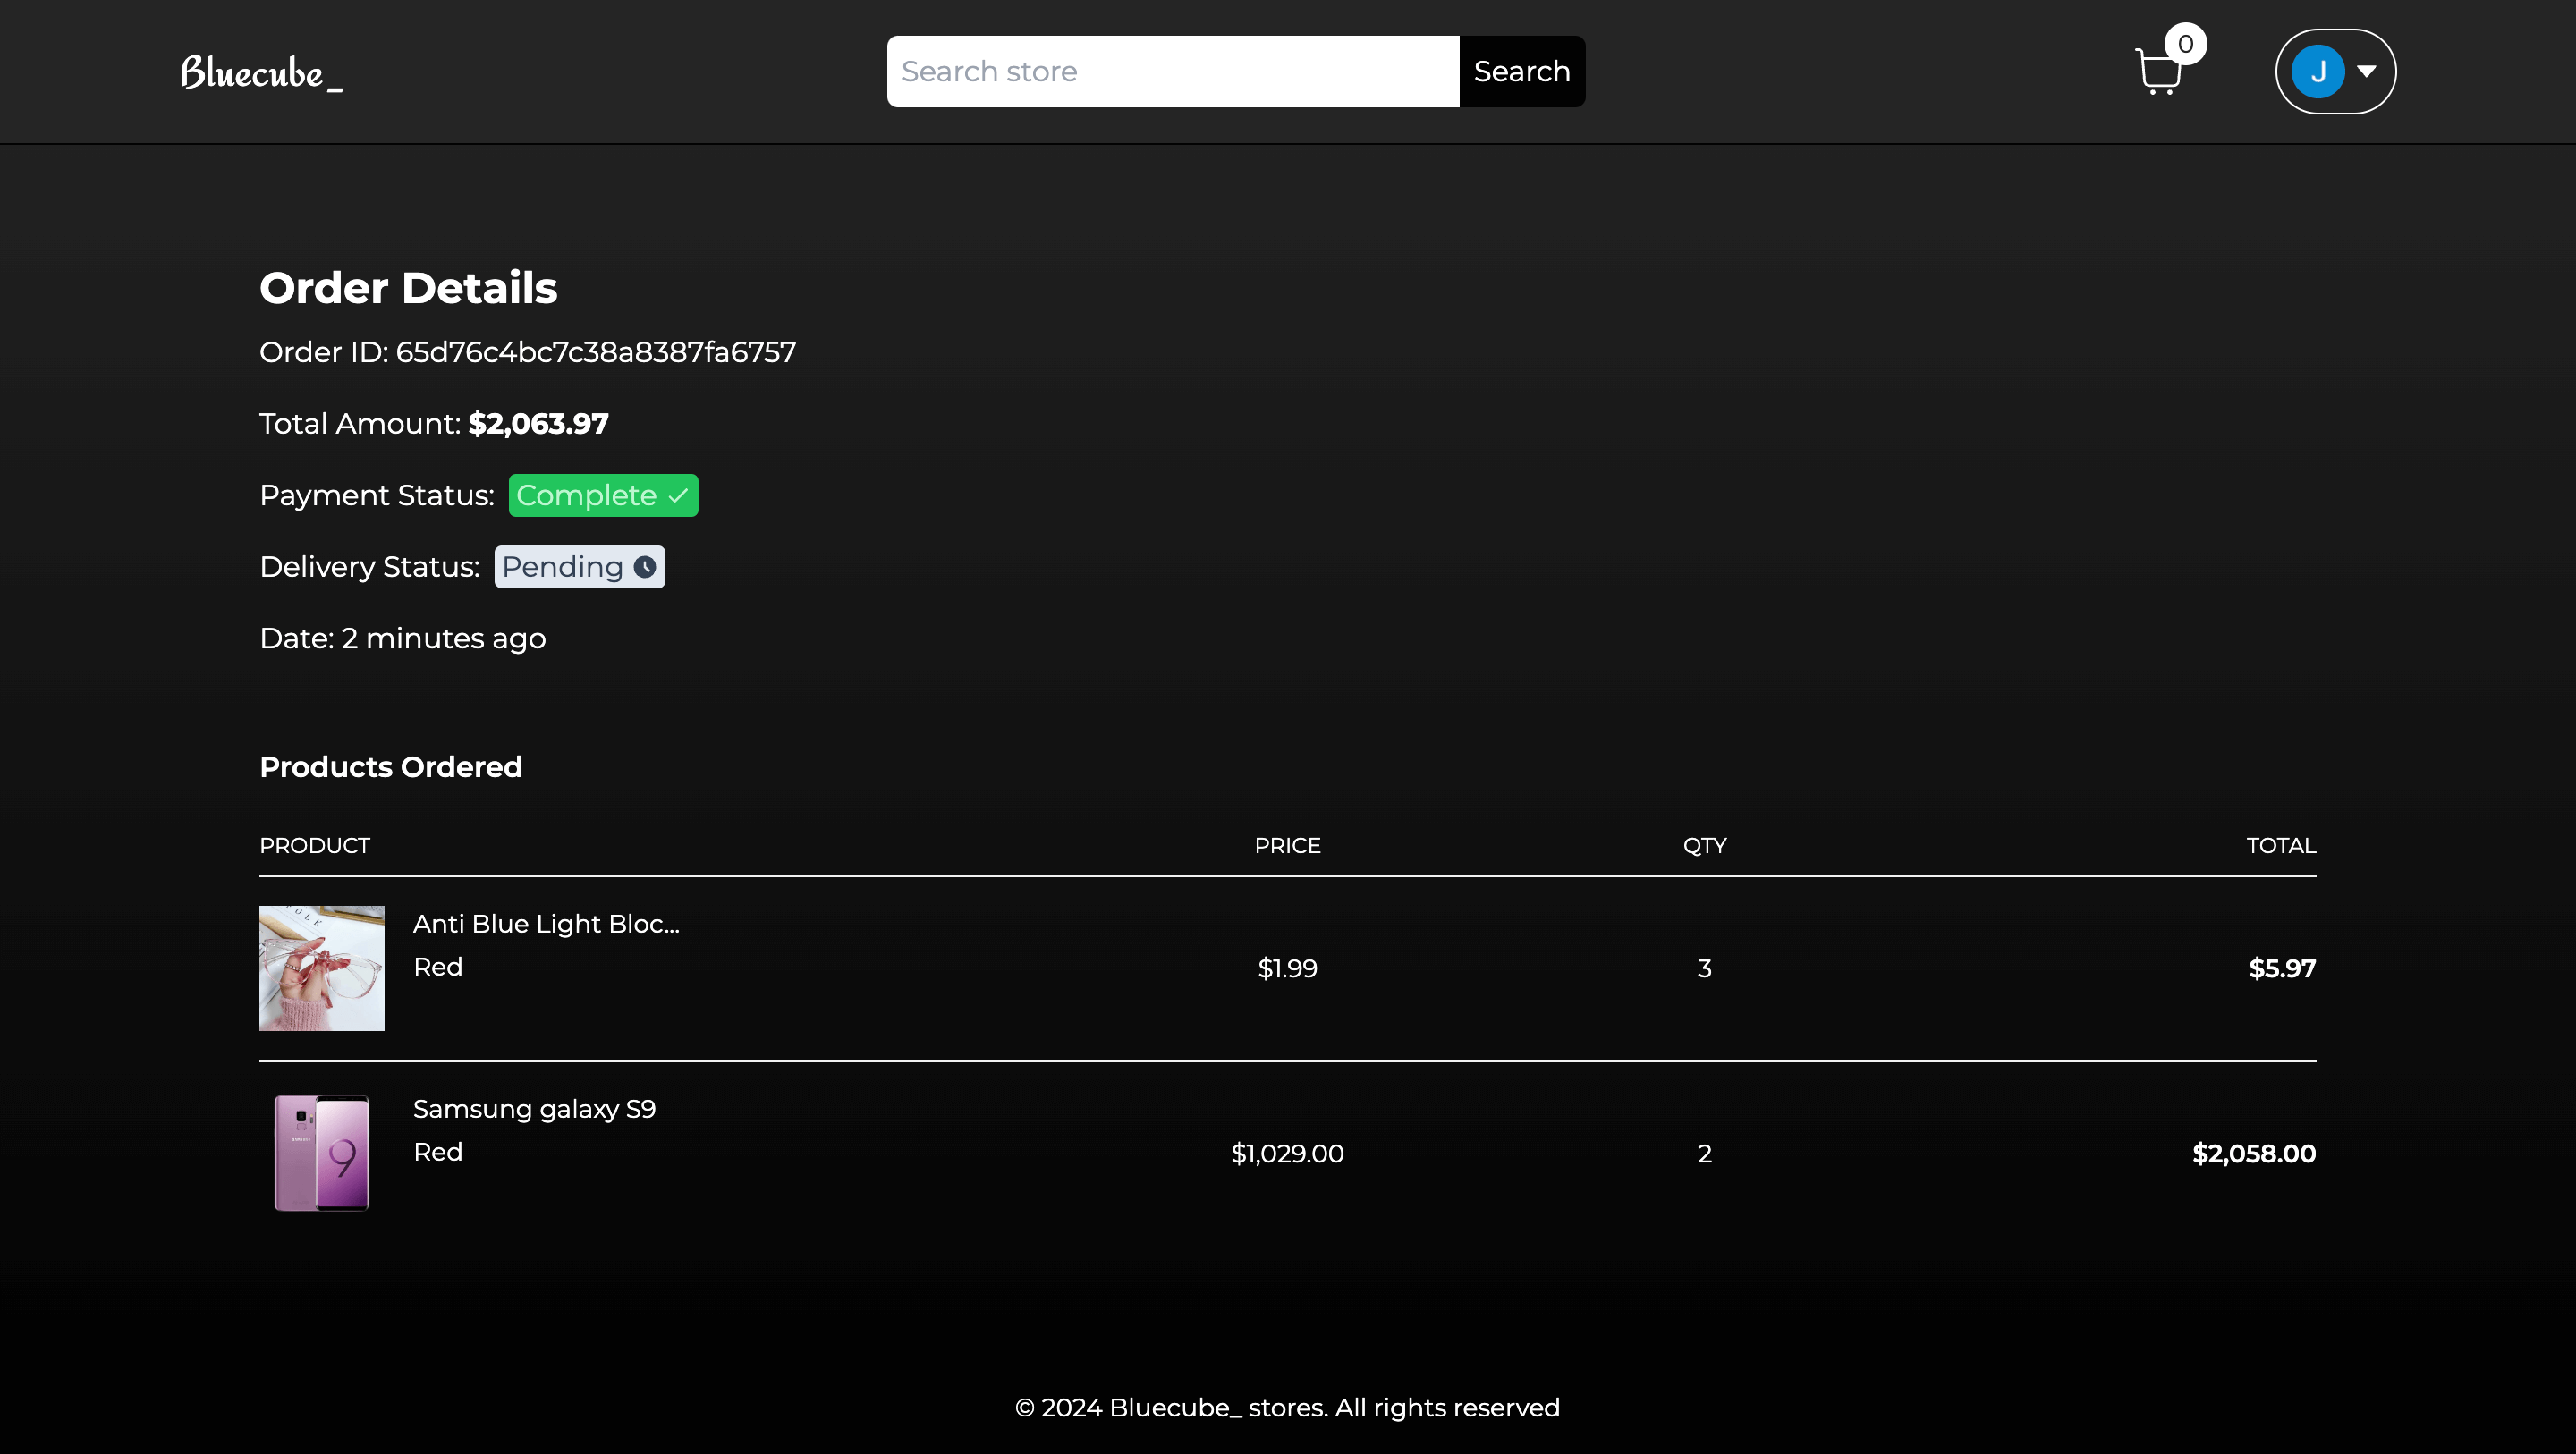 Bluecube_
Search store
Search
0
J
Order Details
Order ID: 65d76c4bc7c38a8387fa6757
Total Amount: $2,063.97
Payment Status: Complete
Delivery Status: Pending
Date: 2 minutes ago
Products Ordered
PRODUCT PRICE QTY TOTAL
Anti Blue Light Bloc...
Red
$1.99 3 $5.97
Samsung galaxy S9
Red
$1,029.00 2 $2,058.00
9
© 2024 Bluecube_ stores. All rights reserved